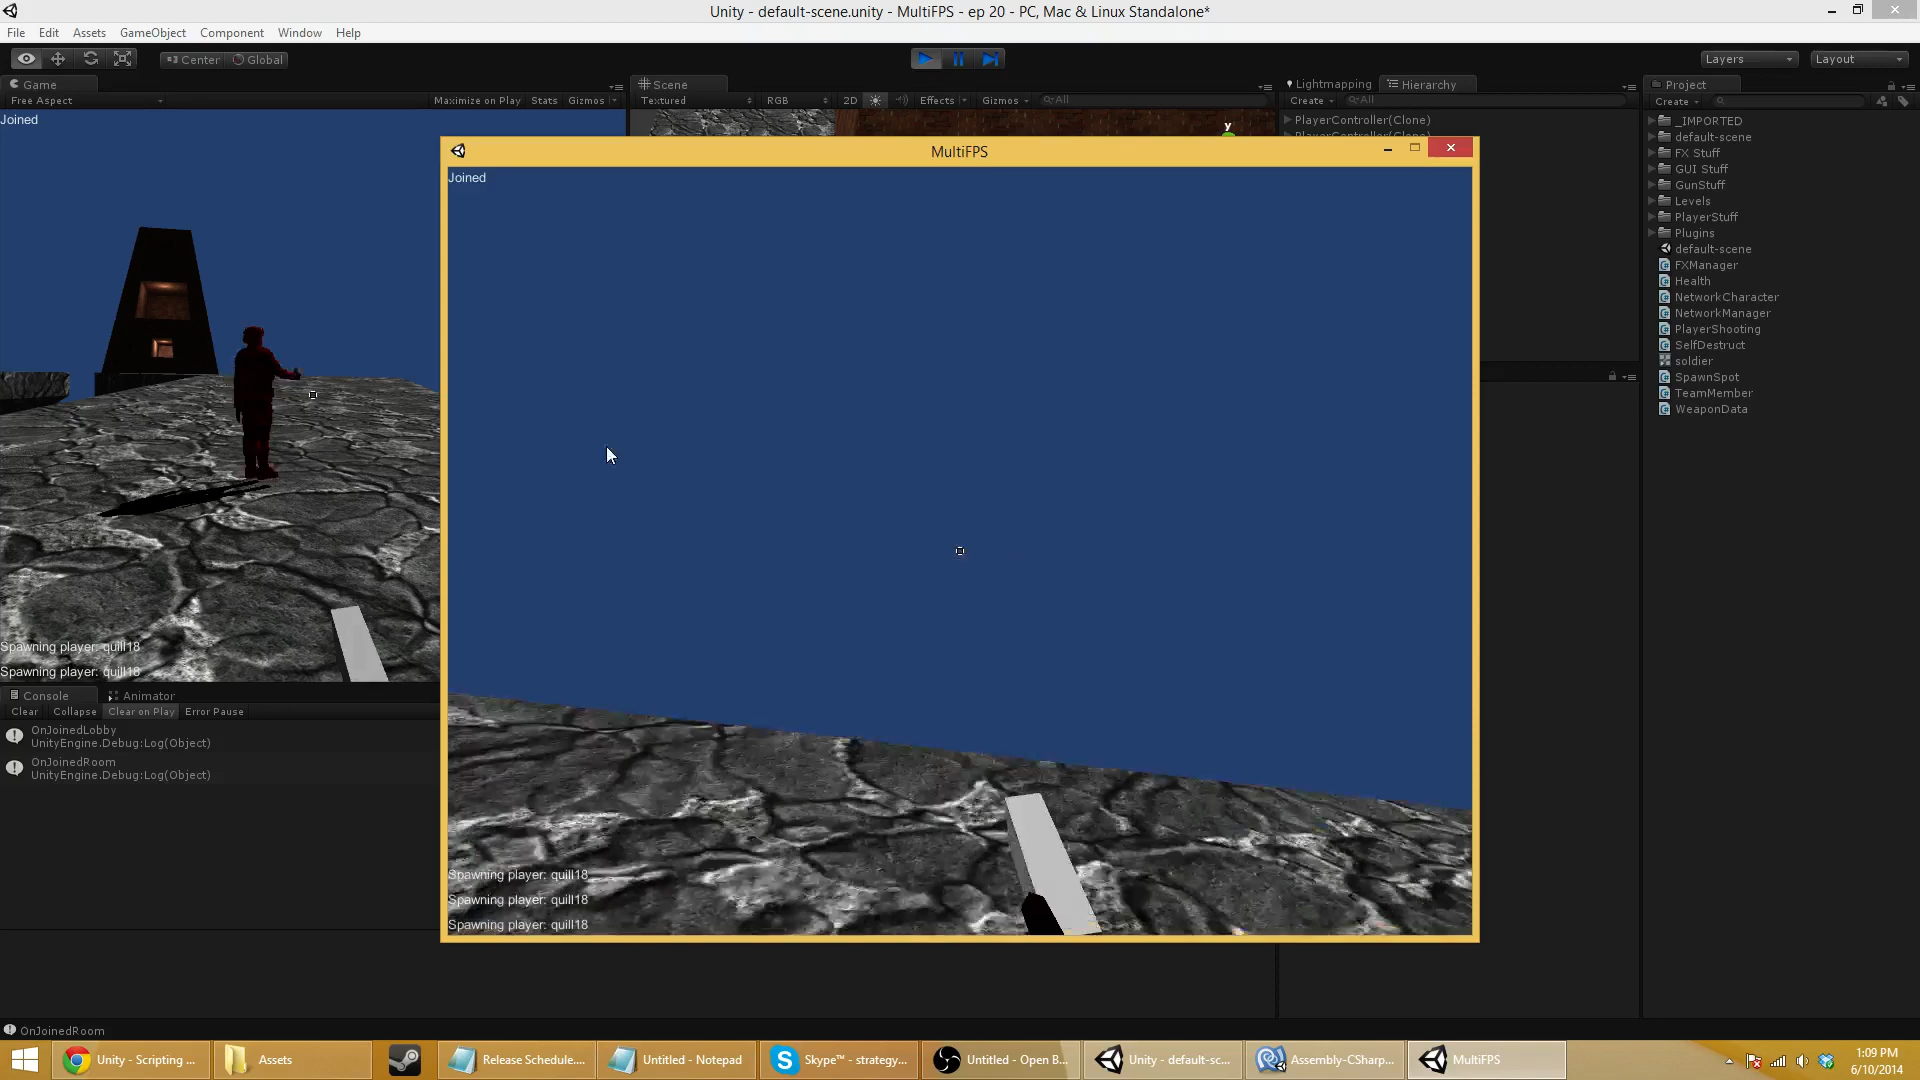 Unity - default-scene.unity - MultiFPS - ep 20 - PC, Mac & Linux Standalone*
File Edit Assets GameObject Component Window Help
Center Global Layers Layout
Game Scene Lightmapping Hierarchy Project
Free Aspect Maximize on Play Stats Gizmos Textured RGB 2D Effects Gizmos All Create All Create
Joined
PlayerController(Clone)
_IMPORTED
default-scene
FX Stuff
GUI Stuff
GunStuff
Levels
PlayerStuff
Plugins
default-scene
FXManager
Health
NetworkCharacter
NetworkManager
PlayerShooting
SelfDestruct
soldier
SpawnSpot
TeamMember
WeaponData
y
MultiFPS
Joined
Spawning player: quill18
Spawning player: quill18
Spawning player: quill18
Spawning player: quill18
Spawning player: quill18
Console Animator
Clear Collapse Clear on Play Error Pause
OnJoinedLobby
UnityEngine.Debug:Log(Object)
OnJoinedRoom
UnityEngine.Debug:Log(Object)
OnJoinedRoom
Unity - Scripting ... Assets Release Schedule.... Untitled - Notepad Skype™ - strategy... Untitled - Open B... Unity - default-sc... Assembly-CSharp... MultiFPS
1:09 PM
6/10/2014